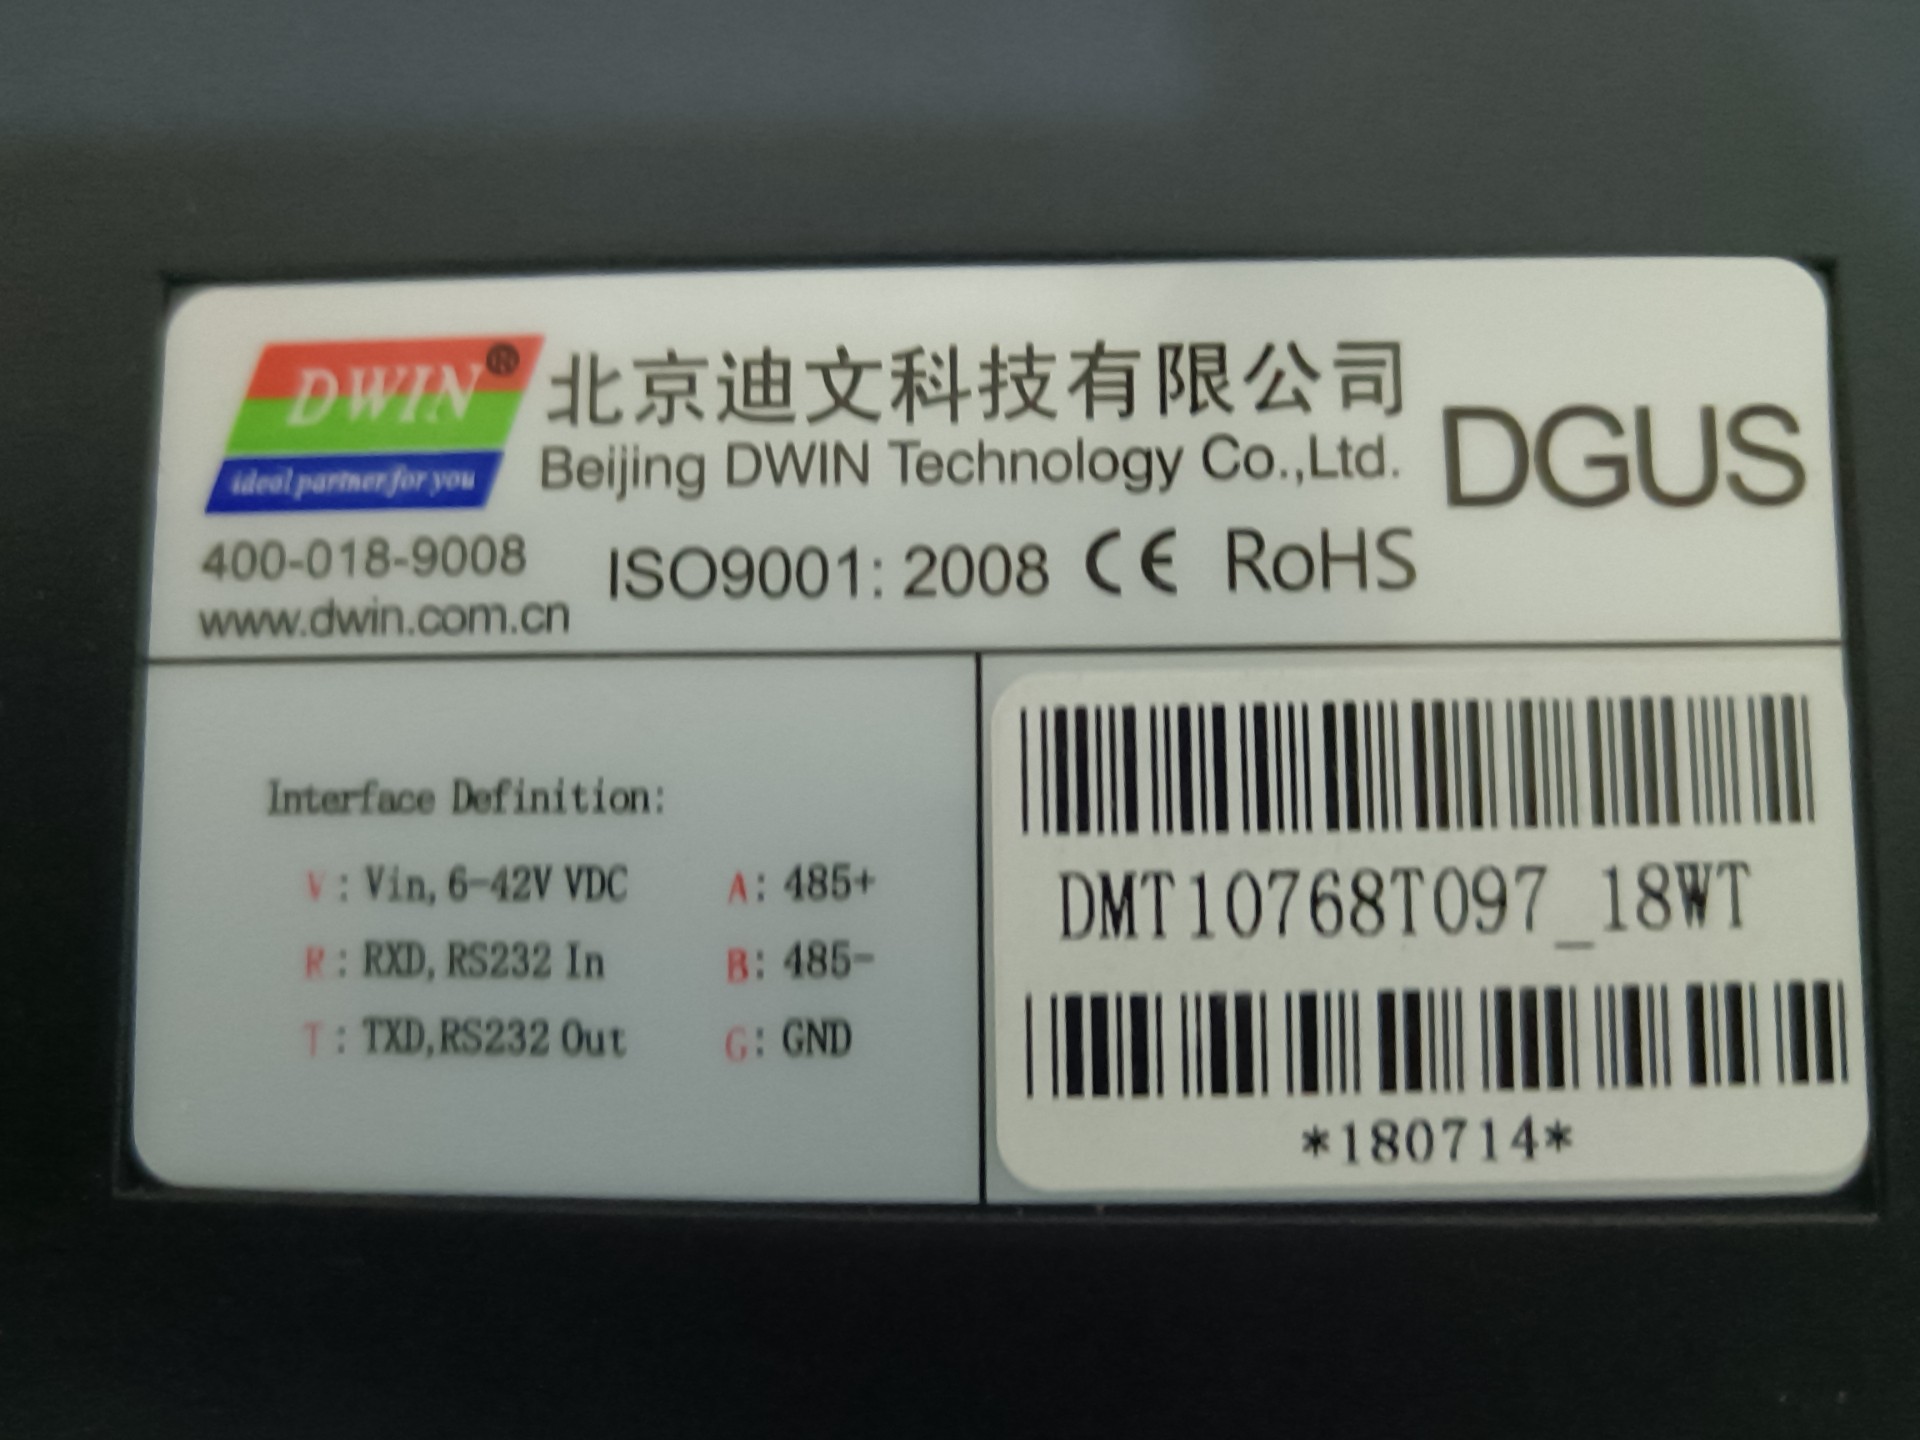 DWIN®
ideal partner for you
北京迪文科技有限公司
Beijing DWIN Technology Co.,Ltd.
DGUS
400-018-9008
www.dwin.com.cn
ISO9001: 2008 CE RoHS
Interface Definition:
V: Vin, 6-42V VDC
A: 485+
R: RXD, RS232 In
B: 485-
T: TXD,RS232 Out
G: GND
DMT10768T097_18WT
*180714*